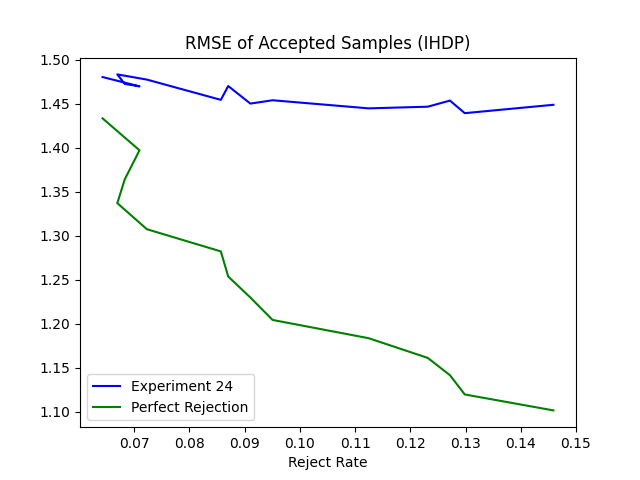 RMSE of Accepted Samples (IHDP)
1.50
1.45
1.40
1.35
1.30
1.25
1.20
1.15
1.10
Experiment 24
Perfect Rejection
0.07 0.08 0.09 0.10 0.11 0.12 0.13 0.14 0.15
Reject Rate